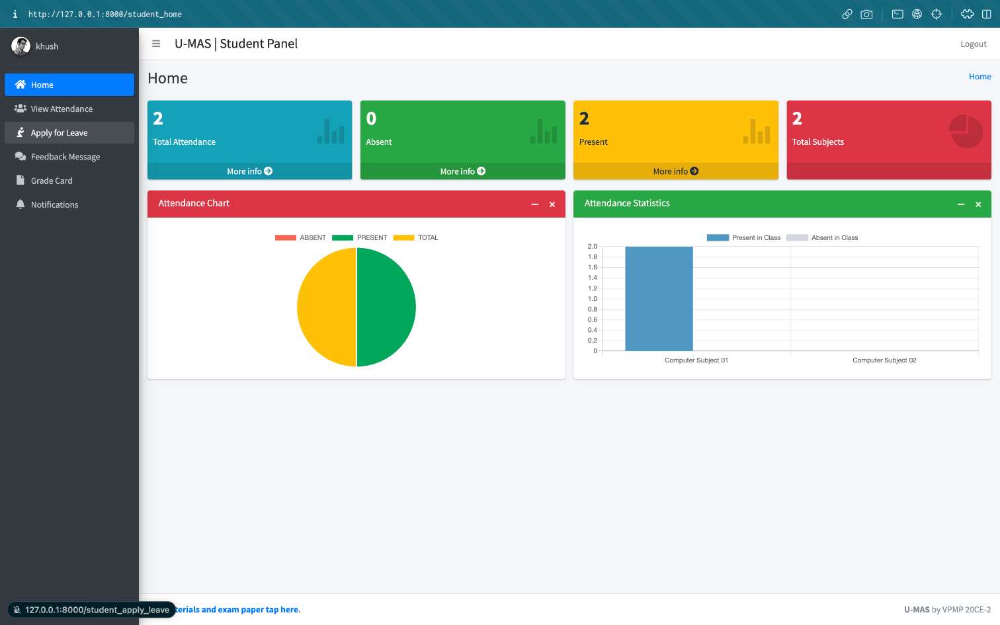 http://127.0.0.1:8000/student_home
khush
U-MAS | Student Panel
Logout
Home
View Attendance
Apply for Leave
Feedback Message
Grade Card
Notifications
Home
Home
2
Total Attendance
More info
0
Absent
More info
2
Present
More info
2
Total Subjects
Attendance Chart
ABSENT PRESENT TOTAL
Attendance Statistics
Present in Class Absent in Class
2.0
1.8
1.6
1.4
1.2
1.0
0.8
0.6
0.4
0.2
0
Computer Subject 01 Computer Subject 02
127.0.0.1:8000/student_apply_leave
and exam paper tap here.
U-MAS by VPMP 20CE-2